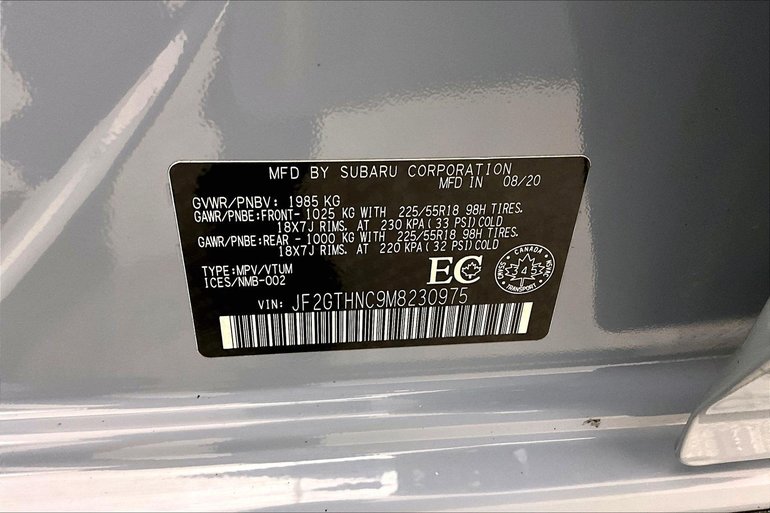 MFD BY SUBARU CORPORATION
MFD IN 08/20
GVWR/PNBV: 1985 KG
GAWR/PNBE:FRONT- 1025 KG WITH 225/55R18 98H TIRES.
18X7J RIMS. AT 230 KPA(33 PSI)COLD
GAWR/PNBE:REAR - 1000 KG WITH 225/55R18 98H TIRES.
18X7J RIMS. AT 220 KPA(32 PSI)COLD
TYPE:MPV/VTUM
ICES/NMB-002
EC
CANADA
345
TRANSPORT
VIN: JF2GTHNC9M8230975